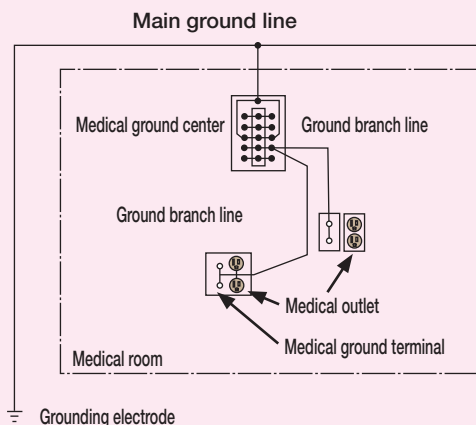 Main ground line
Medical ground center
Ground branch line
Ground branch line
Medical outlet
Medical ground terminal
Medical room
Grounding electrode